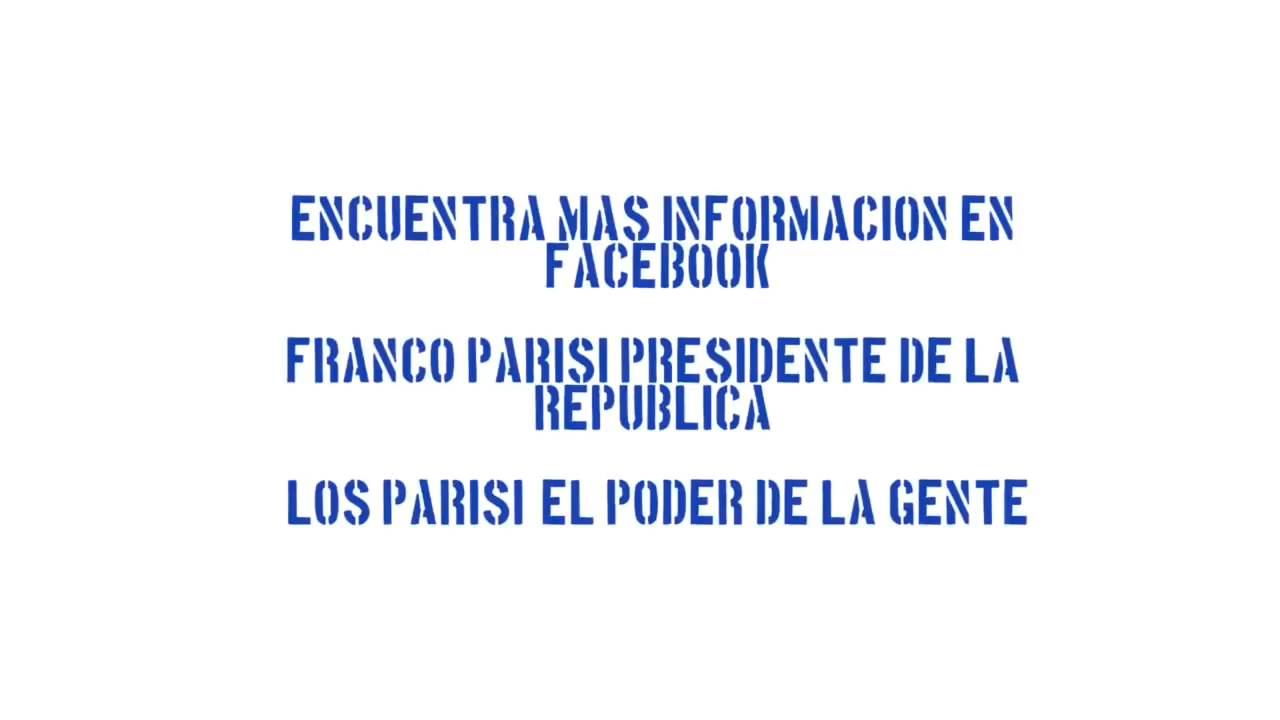 ENCUENTRA MAS INFORMACION EN
FACEBOOK
FRANCO PARISI PRESIDENTE DE LA
REPUBLICA
LOS PARISI EL PODER DE LA GENTE